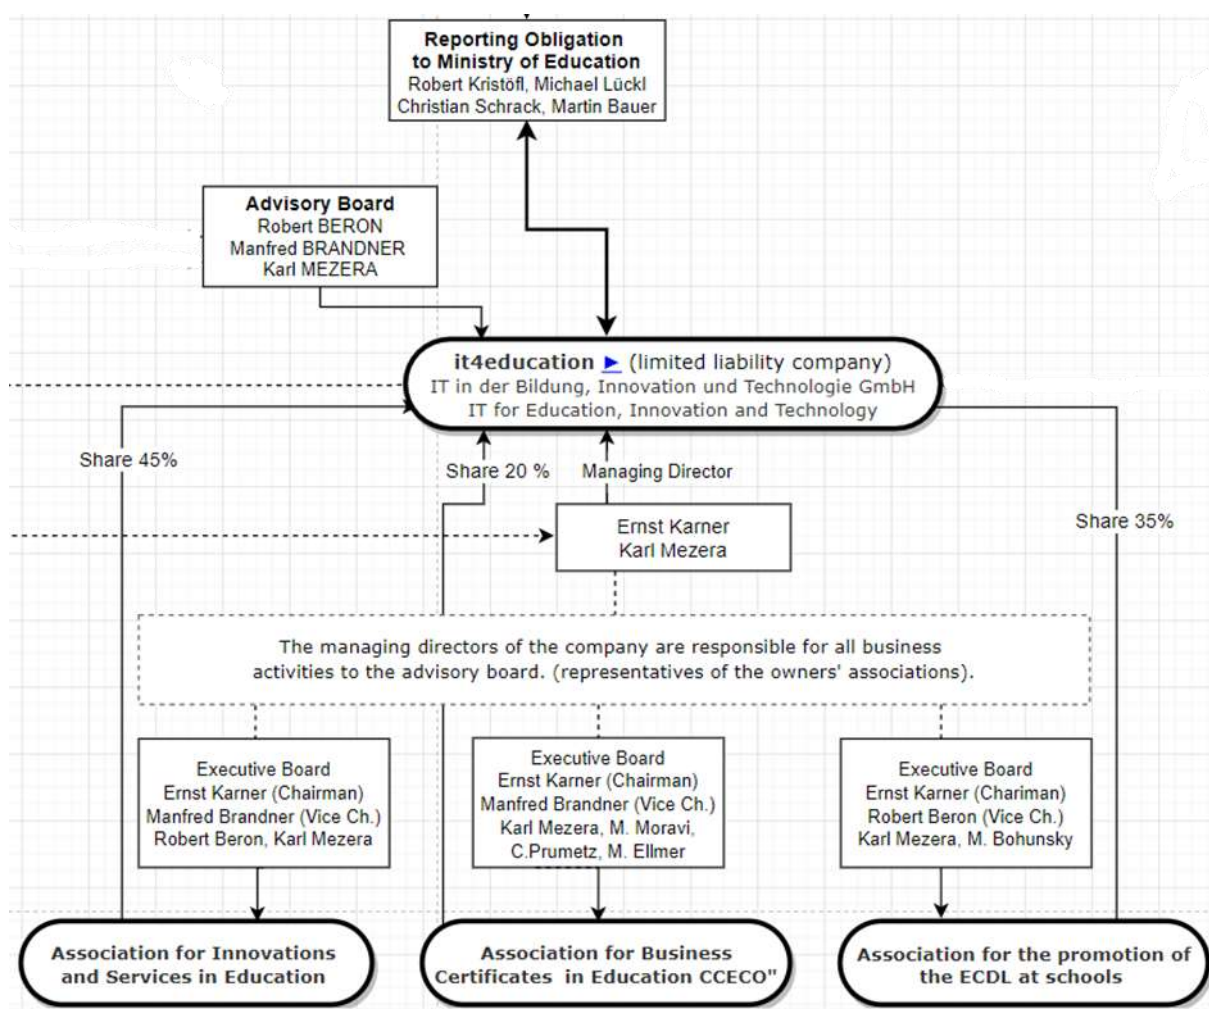 Reporting Obligation
to Ministry of Education
Robert Kristöfl, Michael Lückl
Christian Schrack, Martin Bauer
Advisory Board
Robert BERON
Manfred BRANDNER
Karl MEZERA
it4education ► (limited liability company)
IT in der Bildung, Innovation und Technologie GmbH
IT for Education, Innovation and Technology
Share 45%
Share 20 %
Managing Director
Ernst Karner
Karl Mezera
Share 35%
The managing directors of the company are responsible for all business
activities to the advisory board. (representatives of the owners' associations).
Executive Board
Ernst Karner (Chairman)
Manfred Brandner (Vice Ch.)
Robert Beron, Karl Mezera
Executive Board
Ernst Karner (Chairman)
Manfred Brandner (Vice Ch.)
Karl Mezera, M. Moravi,
C.Prumetz, M. Ellmer
Executive Board
Ernst Karner (Chariman)
Robert Beron (Vice Ch.)
Karl Mezera, M. Bohunsky
Association for Innovations
and Services in Education
Association for Business
Certificates in Education CCECO"
Association for the promotion of
the ECDL at schools